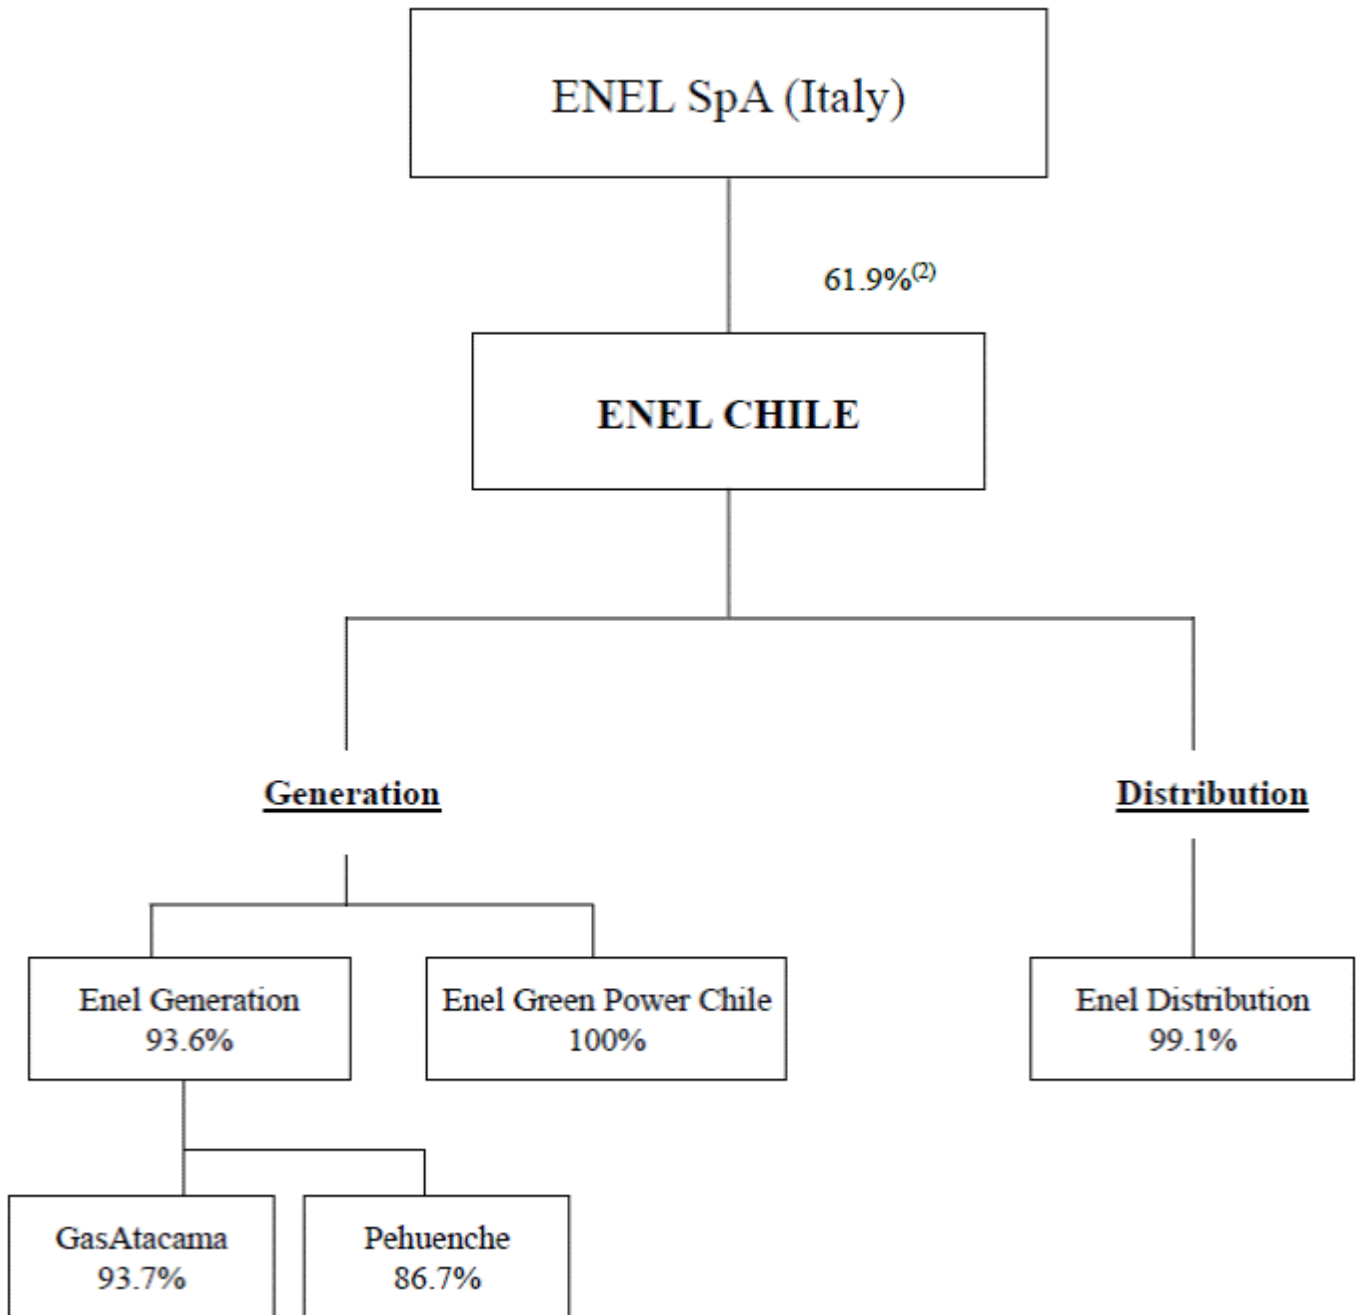 ENEL SpA (Italy)
61.9%(2)
ENEL CHILE
Generation
Distribution
Enel Generation
93.6%
Enel Green Power Chile
100%
Enel Distribution
99.1%
GasAtacama
93.7%
Pehuenche
86.7%